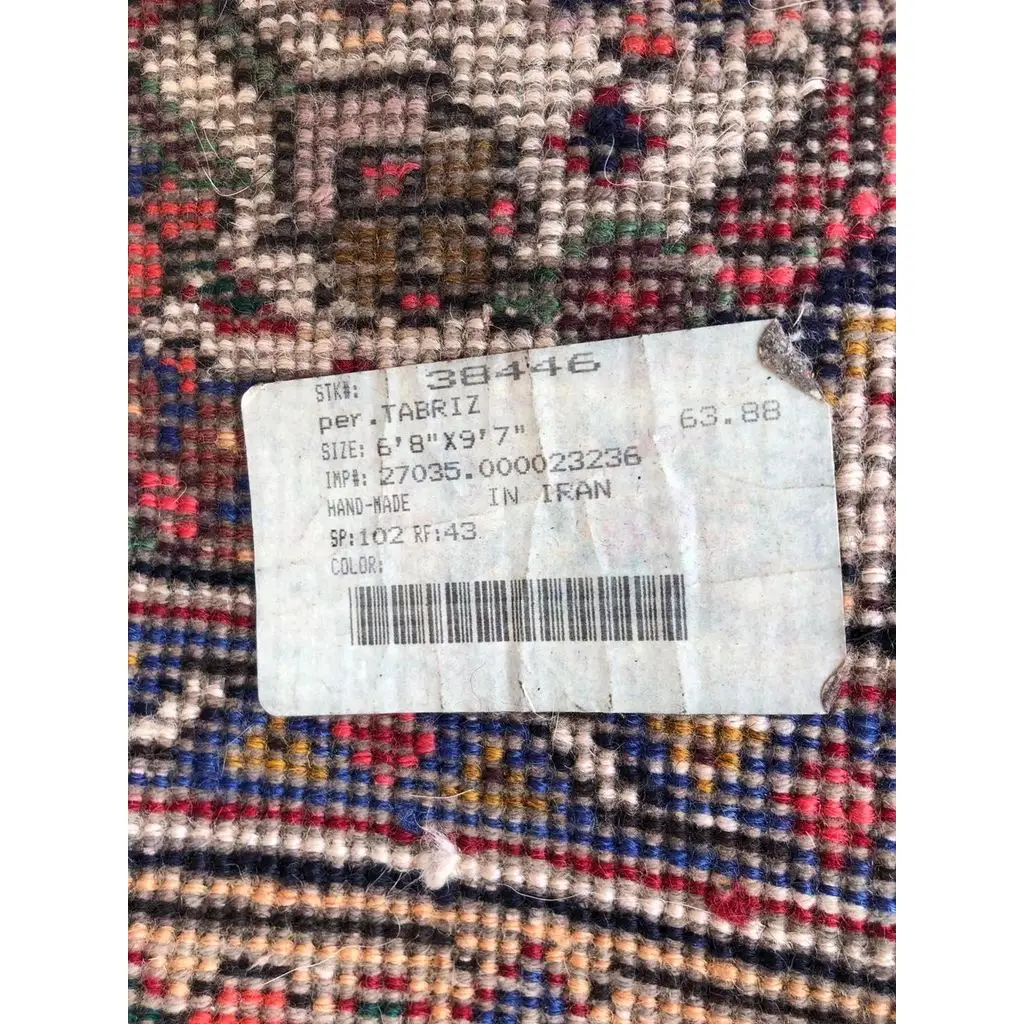 STK#: 38446
per.TABRIZ
SIZE: 6'8"X9'7" 63.88
IMP#: 27035.000023236
HAND-MADE IN IRAN
SP:102 RF:43
COLOR: